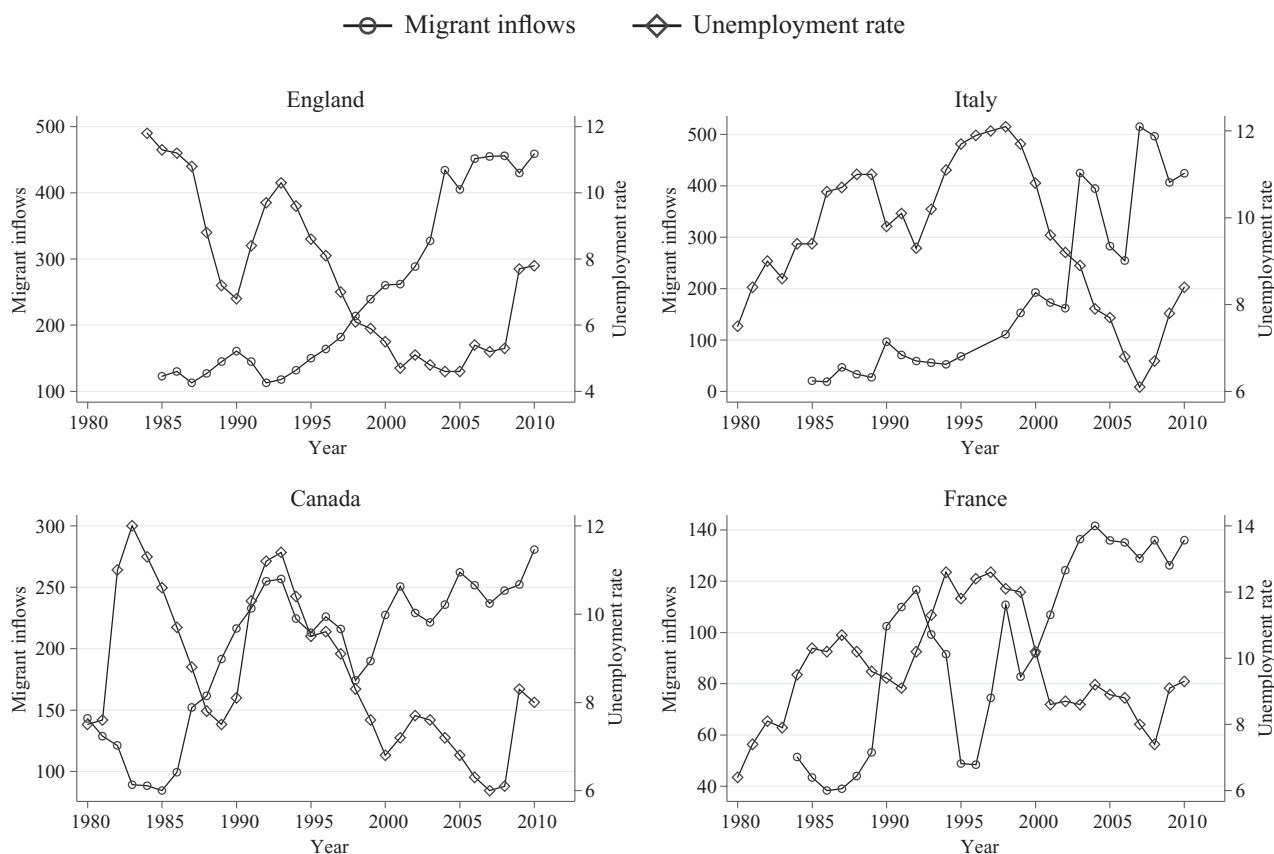 Migrant inflows Unemployment rate
England
Migrant inflows
500
400
300
200
100
12
10
8
6
4
Unemployment rate
1980 1985 1990 1995 2000 2005 2010
Year
Italy
Migrant inflows
500
400
300
200
100
0
12
10
8
6
Unemployment rate
1980 1985 1990 1995 2000 2005 2010
Year
Canada
Migrant inflows
300
250
200
150
100
12
10
8
6
Unemployment rate
1980 1985 1990 1995 2000 2005 2010
Year
France
Migrant inflows
140
120
100
80
60
40
14
12
10
8
6
Unemployment rate
1980 1985 1990 1995 2000 2005 2010
Year